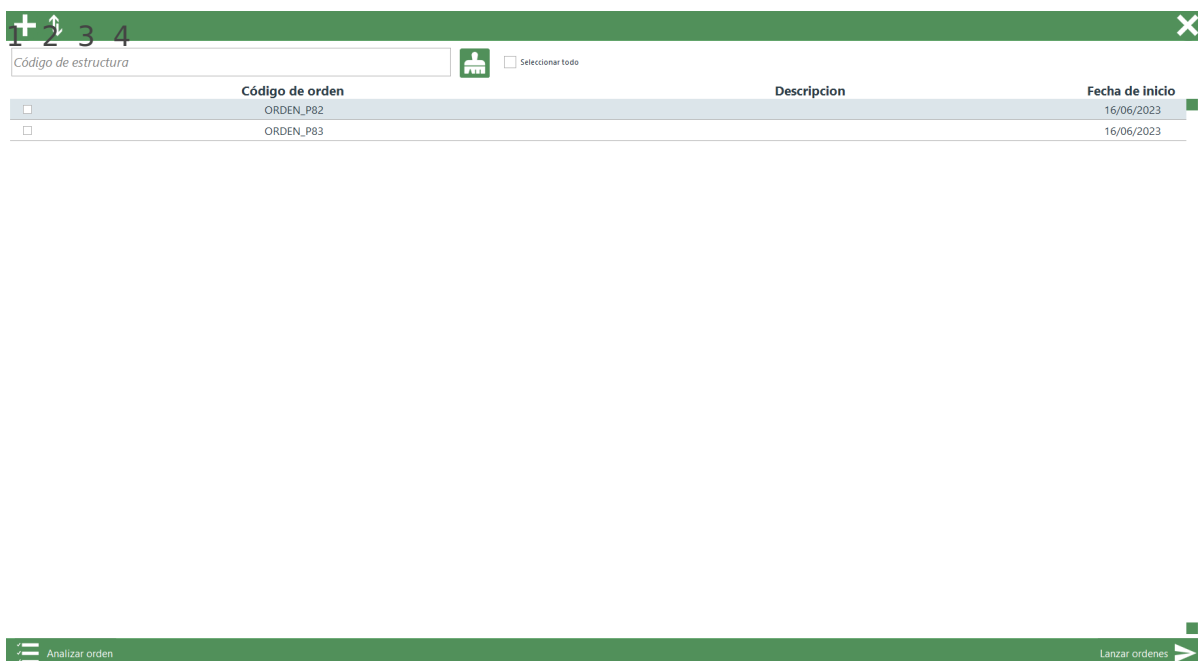 1 2 3 4
Código de estructura
Seleccionar todo
Código de orden Descripcion Fecha de inicio
ORDEN_P82 16/06/2023
ORDEN_P83 16/06/2023
Analizar orden Lanzar ordenes